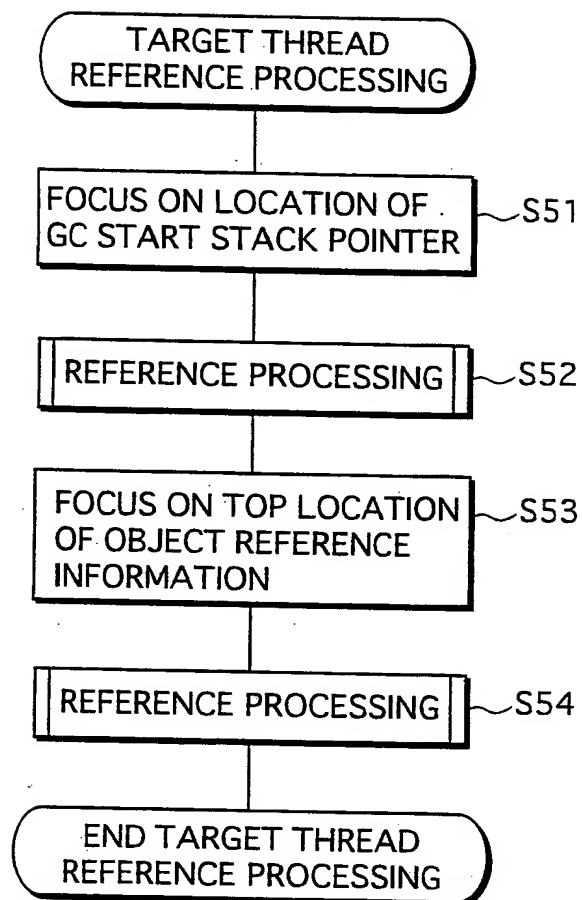 TARGET THREAD
REFERENCE PROCESSING
FOCUS ON LOCATION OF
GC START STACK POINTER
S51
REFERENCE PROCESSING
S52
FOCUS ON TOP LOCATION
OF OBJECT REFERENCE
INFORMATION
S53
REFERENCE PROCESSING
S54
END TARGET THREAD
REFERENCE PROCESSING